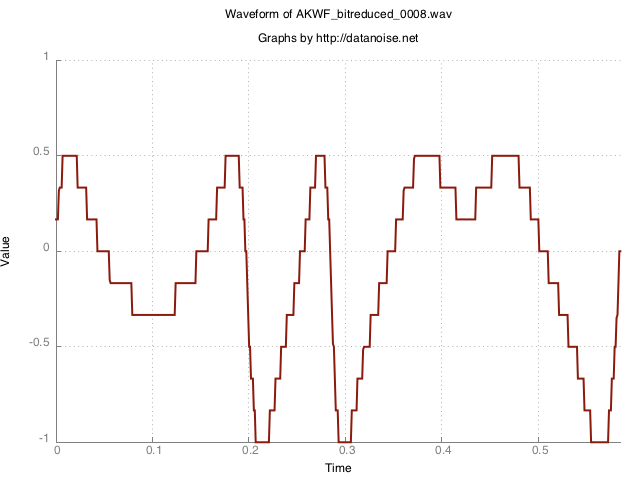 Waveform of AKWF_bitreduced_0008.wav
Graphs by http://datanoise.net
1
0.5
0
-0.5
-1
Value
0 0.1 0.2 0.3 0.4 0.5
Time